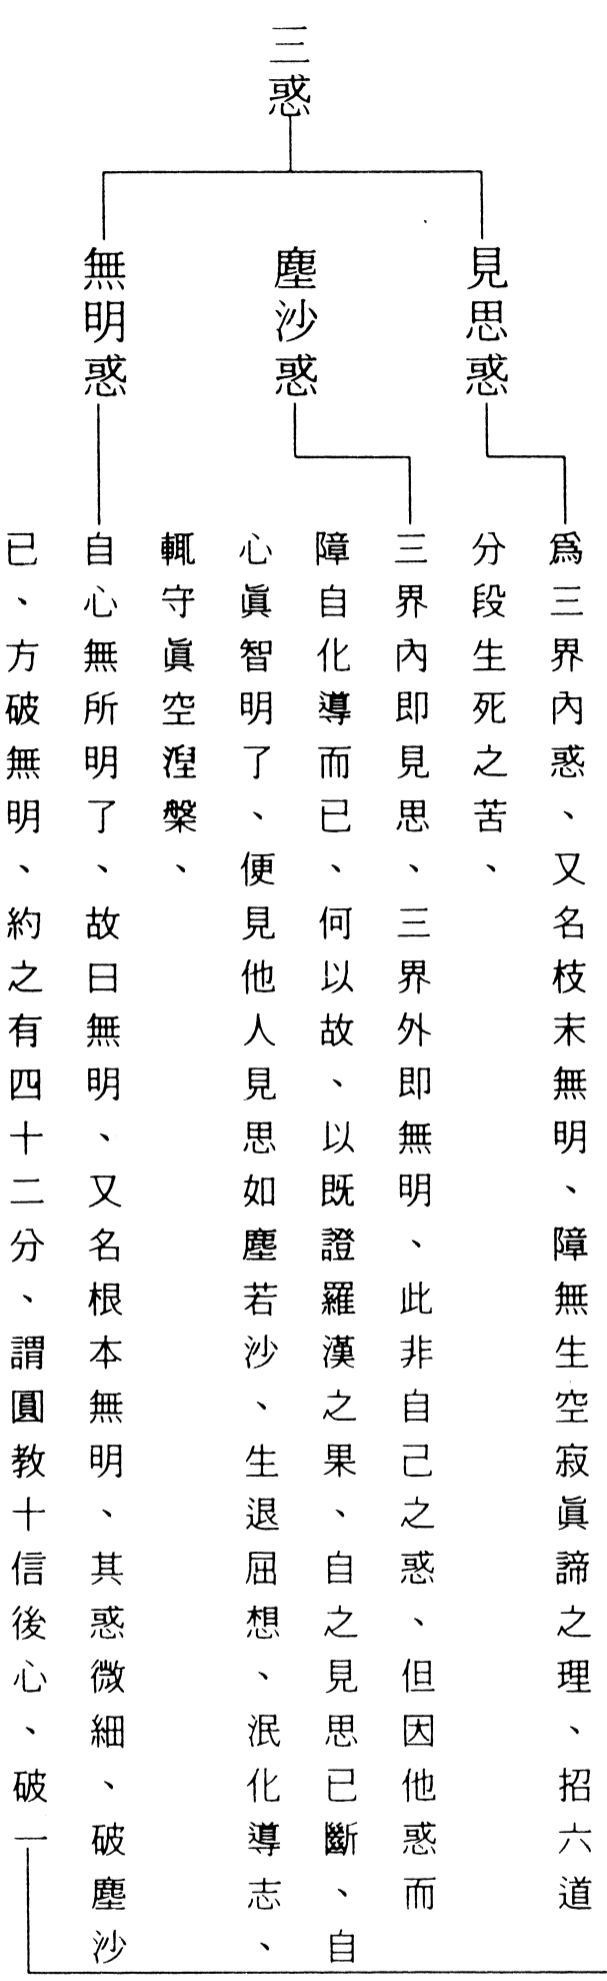 三惑
見思惑
為三界內惑、又名枝末無明、障無生空寂眞諦之理、招六道
分段生死之苦、
塵沙惑
三界內即見思、三界外即無明、此非自己之惑、但因他惑而
障自化導而已、何以故、以既證羅漢之果、自之見思已斷、自
心眞智明了、便見他人見思如塵若沙、生退屈想、泯化導志、
輒守眞空湼槃、
無明惑
自心無所明了、故曰無明、又名根本無明、其惑微細、破塵沙
已、方破無明、約之有四十二分、謂圓教十信後心、破一